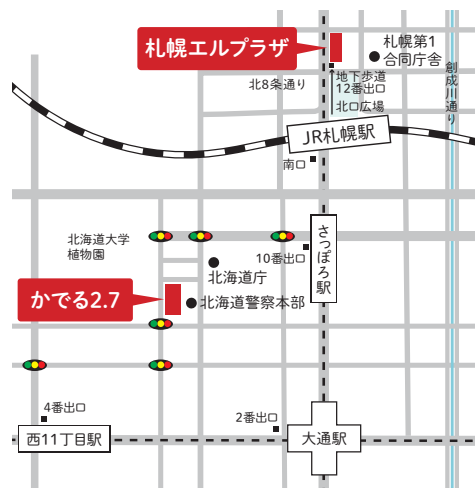 札幌エルプラザ
札幌第1
合同庁舎
創成川通り
北8条通り
地下歩道
12番出口
北口広場
JR札幌駅
南口
北海道大学
植物園
さっぽろ駅
10番出口
北海道庁
かでる2.7
北海道警察本部
4番出口
2番出口
西11丁目駅
大通駅